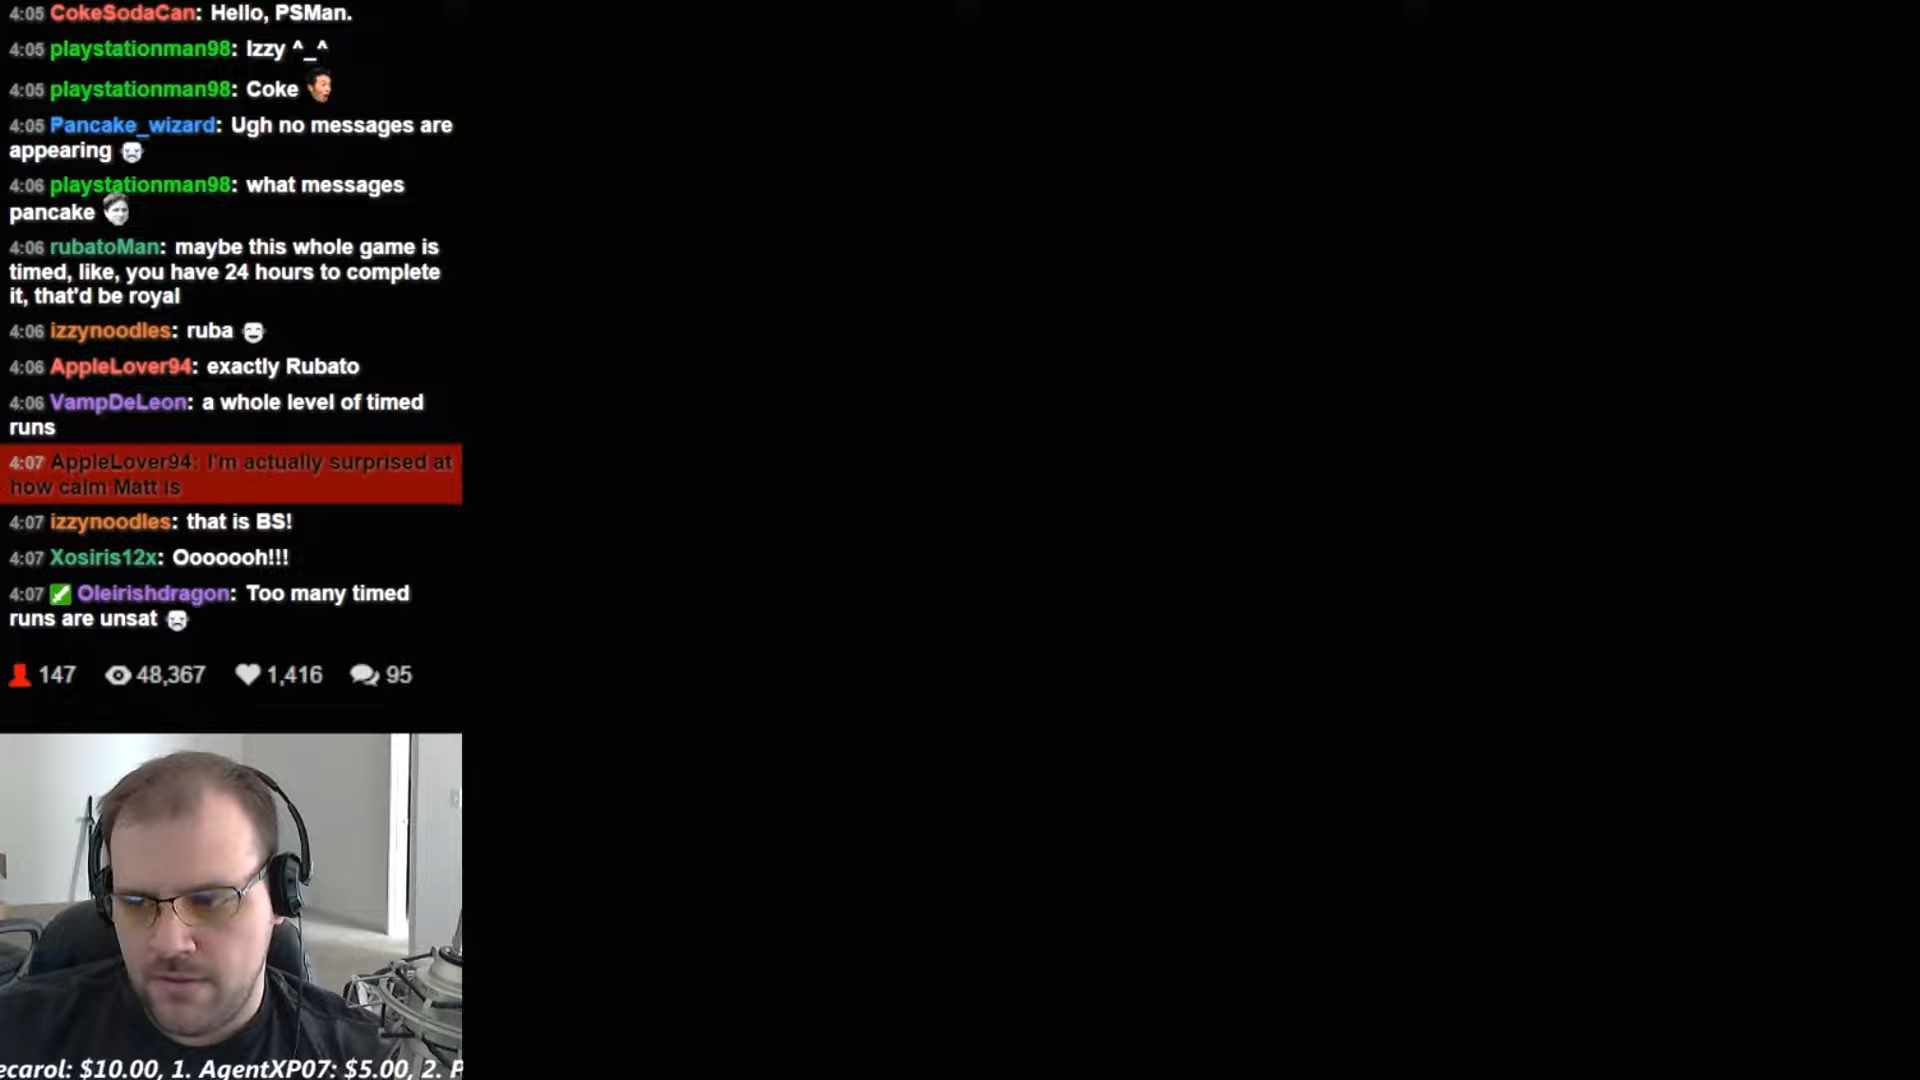 4:05 CokeSodaCan: Hello, PSMan.
4:05 playstationman98: Izzy ^_^
4:05 playstationman98: Coke
4:05 Pancake_wizard: Ugh no messages are
appearing
4:06 playstationman98: what messages
pancake
4:06 rubatoMan: maybe this whole game is
timed, like, you have 24 hours to complete
it, that'd be royal
4:06 izzynoodles: ruba
4:06 AppleLover94: exactly Rubato
4:06 VampDeLeon: a whole level of timed
runs
4:07 AppleLover94: I'm actually surprised at
how calm Matt is
4:07 izzynoodles: that is BS!
4:07 Xosiris12x: Ooooooh!!!
4:07 Oleirishdragon: Too many timed
runs are unsat
147 48,367 1,416 95
ecarol: $10.00, 1. AgentXP07: $5.00, 2. P